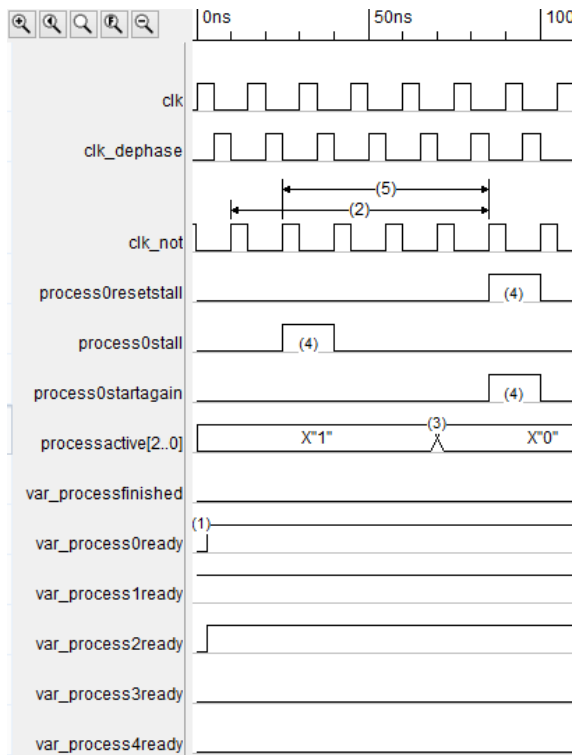 F
0ns 50ns 100
clk
clk_dephase
(5)
(2)
clk_not
process0resetstall (4)
process0stall (4)
process0startagain (4)
(3)
processactive[2..0] X"1" X"0"
var_processfinished
(1)
var_process0ready
var_process1ready
var_process2ready
var_process3ready
var_process4ready